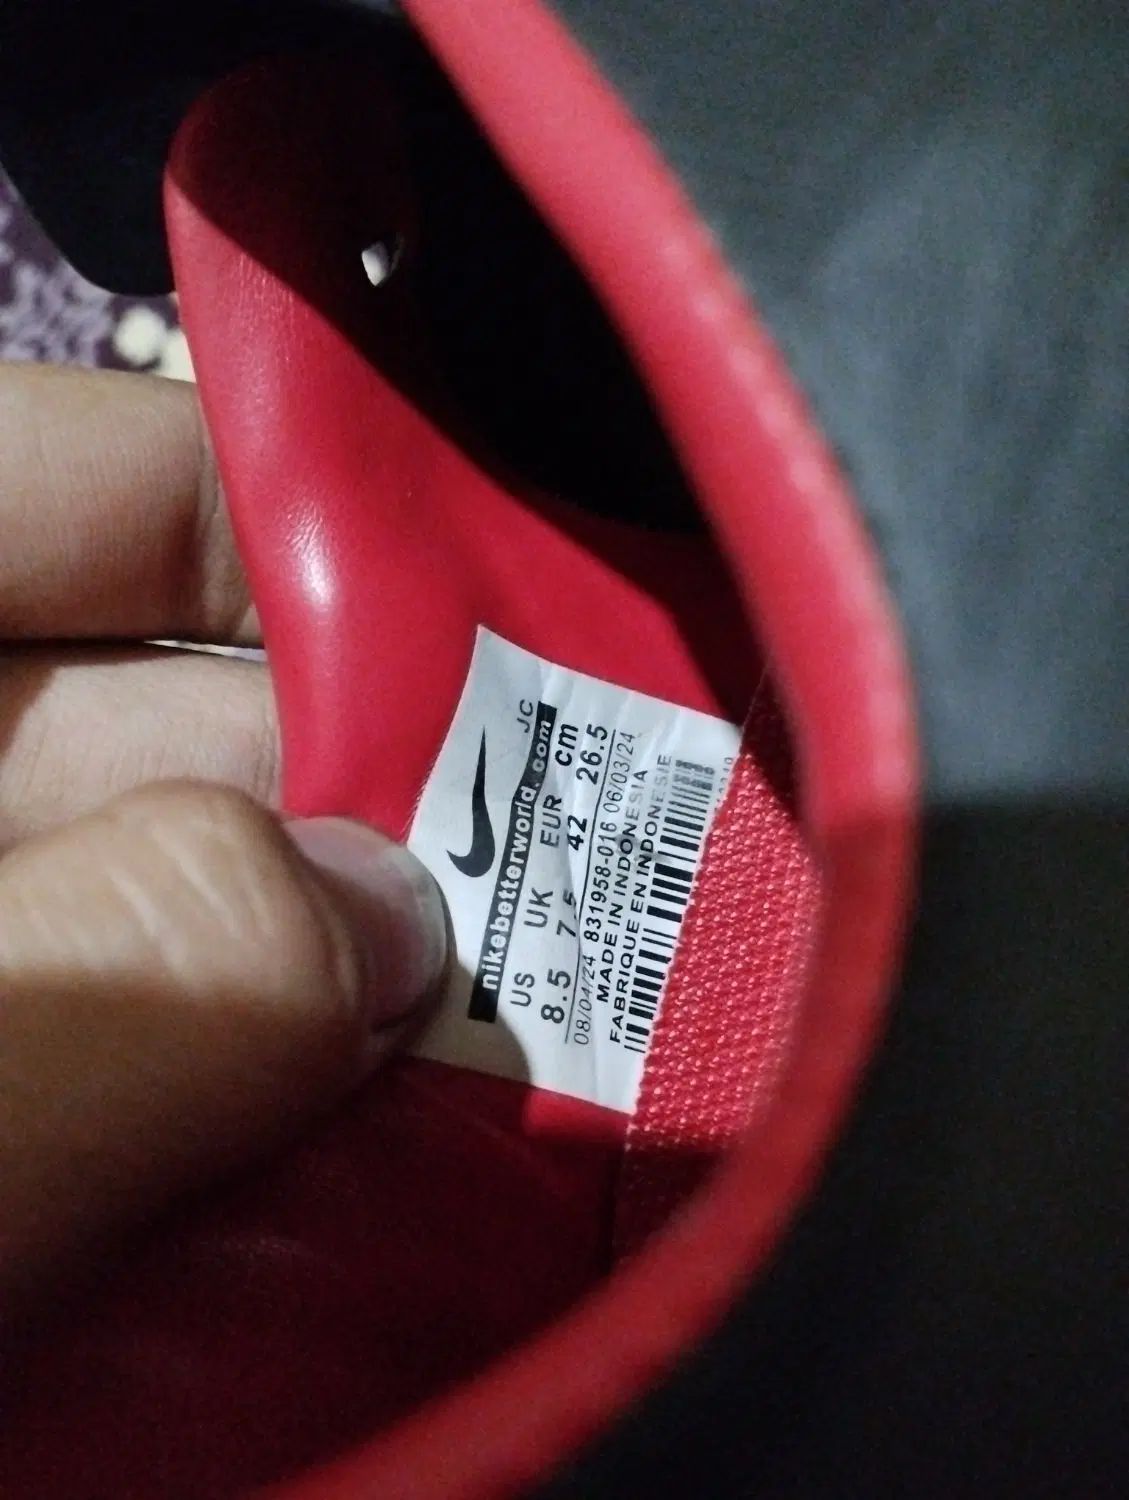 JC
nikebetterworld.com
US UK EUR cm
8.5 7.5 42 26.5
08/04/24 831958-016 06/03/24
MADE IN INDONESIA
FABRIQUE EN INDONESIE